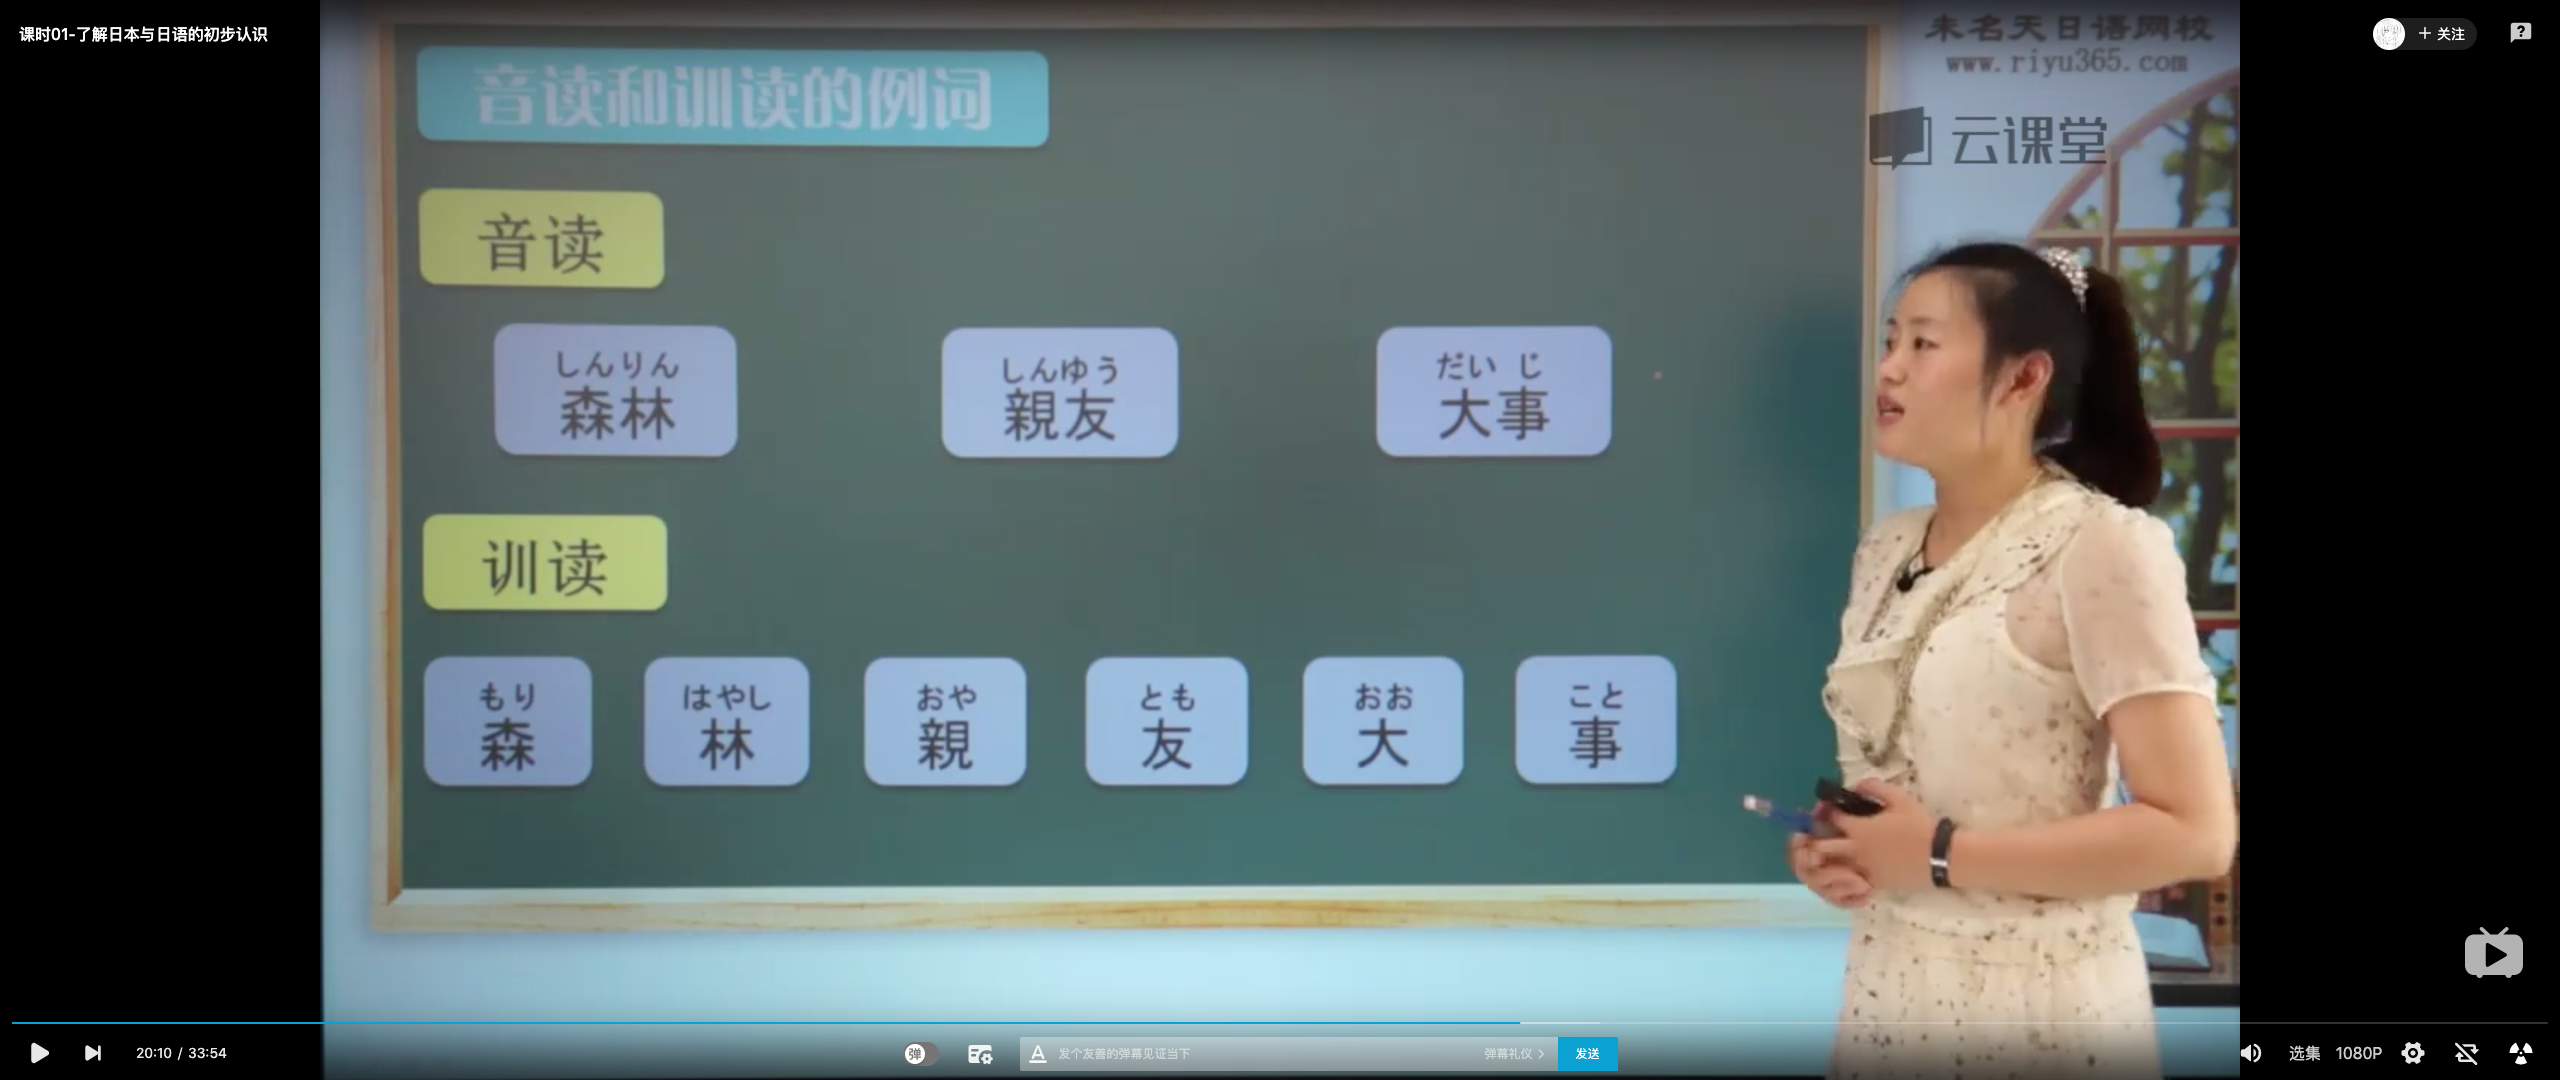 课时01-了解日本与日语的初步认识
+ 关注
未名天日语网校
www.riyu365.com
云课堂
音读和训读的例词
音读
しんりん
森林
しんゆう
親友
だい じ
大事
训读
もり
森
はやし
林
おや
親
とも
友
おお
大
こと
事
20:10 / 33:54
弹
A
发个友善的弹幕见证当下
弹幕礼仪 >
发送
选集
1080P